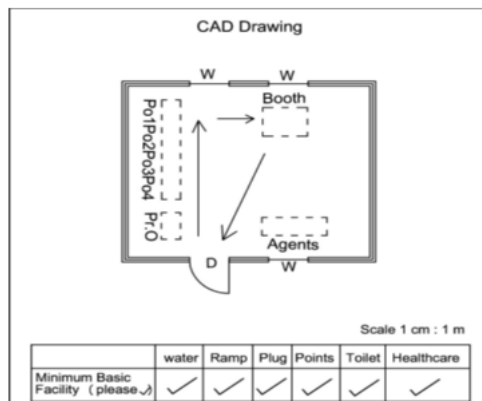 CAD Drawing
W W
Booth
Po1Po2Po3Po4
Pr.O
Agents
D
W
Scale 1 cm : 1 m
water Ramp Plug Points Toilet Healthcare
Minimum Basic
Facility ( please ✓) ✓ ✓ ✓ ✓ ✓ ✓